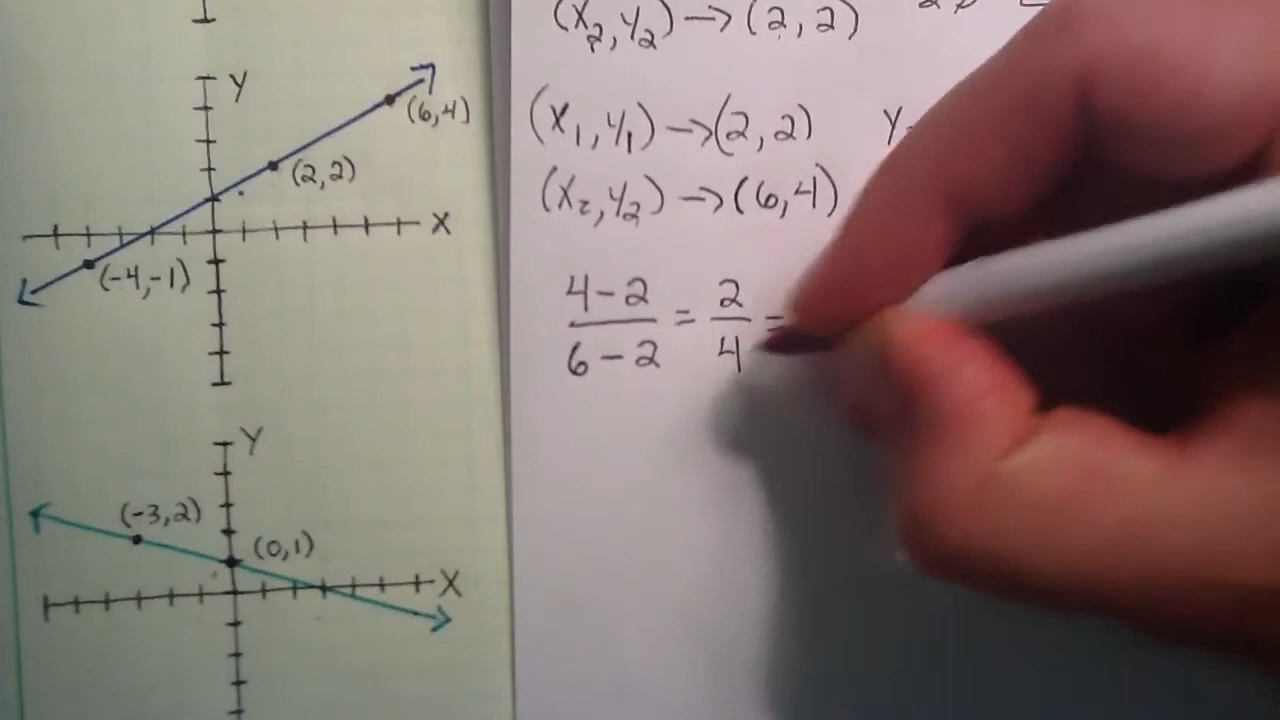 Y
(6,4)
(2,2)
X
(-4,-1)
Y
(-3,2)
(0,1)
X
(X₂,Y₂)→(2,2)
(X₁,Y₁)→(2,2) Y
(X₂,Y₂)→(6,4)
4-2
6-2
=
2
4
=